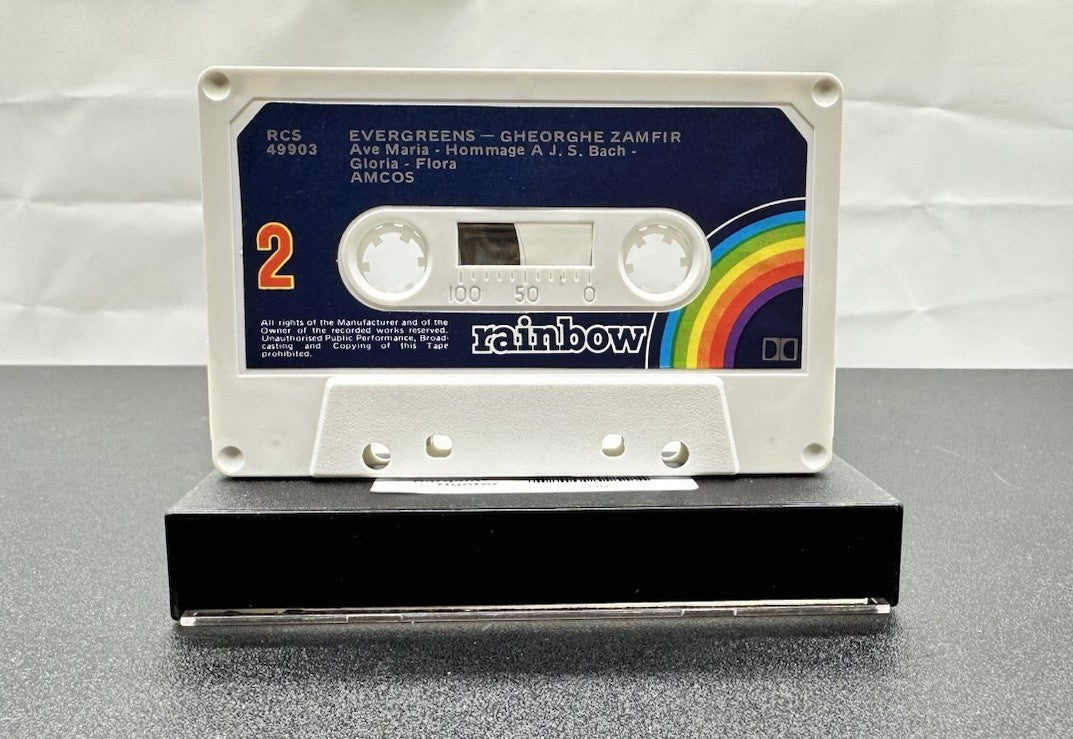 RCS
49903
EVERGREENS — GHEORGHE ZAMFIR
Ave Maria - Hommage A J. S. Bach -
Gloria - Flora
AMCOS
2
100 50 0
All rights of the Manufacturer and of the
Owner of the recorded works reserved.
Unauthorised Public Performance, Broad-
casting and Copying of this Tape
prohibited.
rainbow